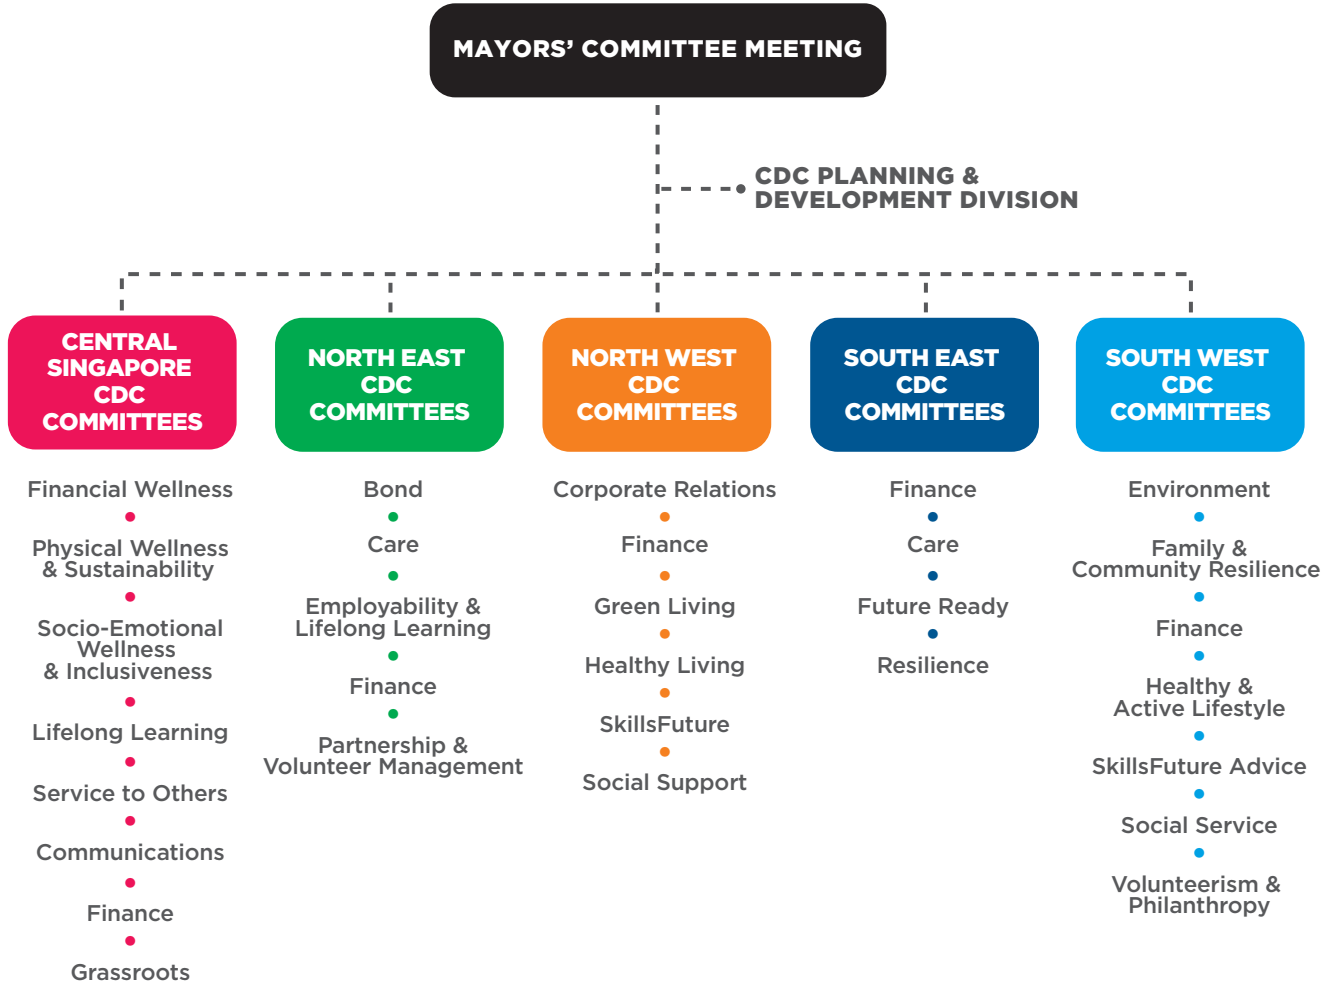 MAYORS’ COMMITTEE MEETING
CDC PLANNING &
DEVELOPMENT DIVISION
CENTRAL
SINGAPORE
CDC
COMMITTEES
Financial Wellness
Physical Wellness
& Sustainability
Socio-Emotional
Wellness
& Inclusiveness
Lifelong Learning
Service to Others
Communications
Finance
Grassroots
NORTH EAST
CDC
COMMITTEES
Bond
Care
Employability &
Lifelong Learning
Finance
Partnership &
Volunteer Management
NORTH WEST
CDC
COMMITTEES
Corporate Relations
Finance
Green Living
Healthy Living
SkillsFuture
Social Support
SOUTH EAST
CDC
COMMITTEES
Finance
Care
Future Ready
Resilience
SOUTH WEST
CDC
COMMITTEES
Environment
Family &
Community Resilience
Finance
Healthy &
Active Lifestyle
SkillsFuture Advice
Social Service
Volunteerism &
Philanthropy